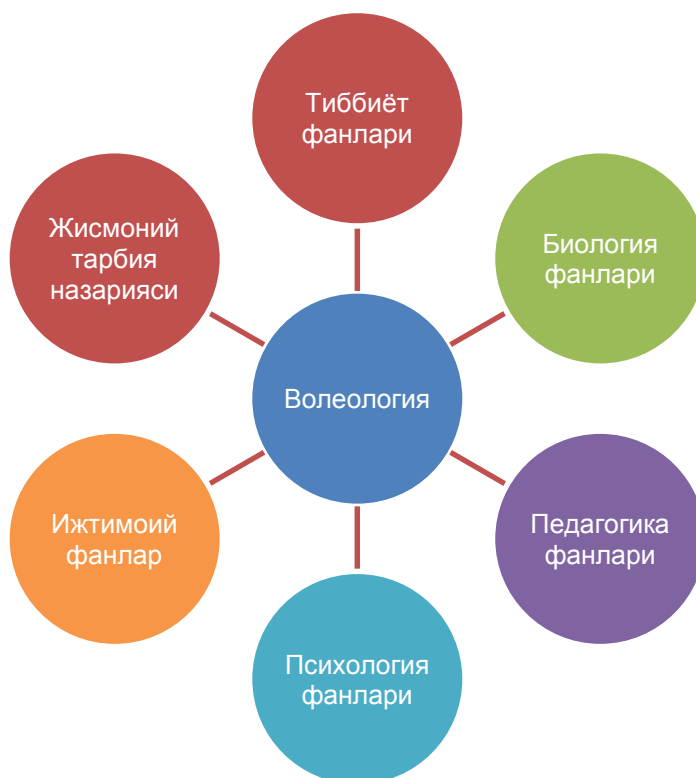 Тиббиёт
фанлари
Жисмоний
тарбия
назарияси
Биология
фанлари
Волеология
Ижтимоий
фанлар
Педагогика
фанлари
Психология
фанлари